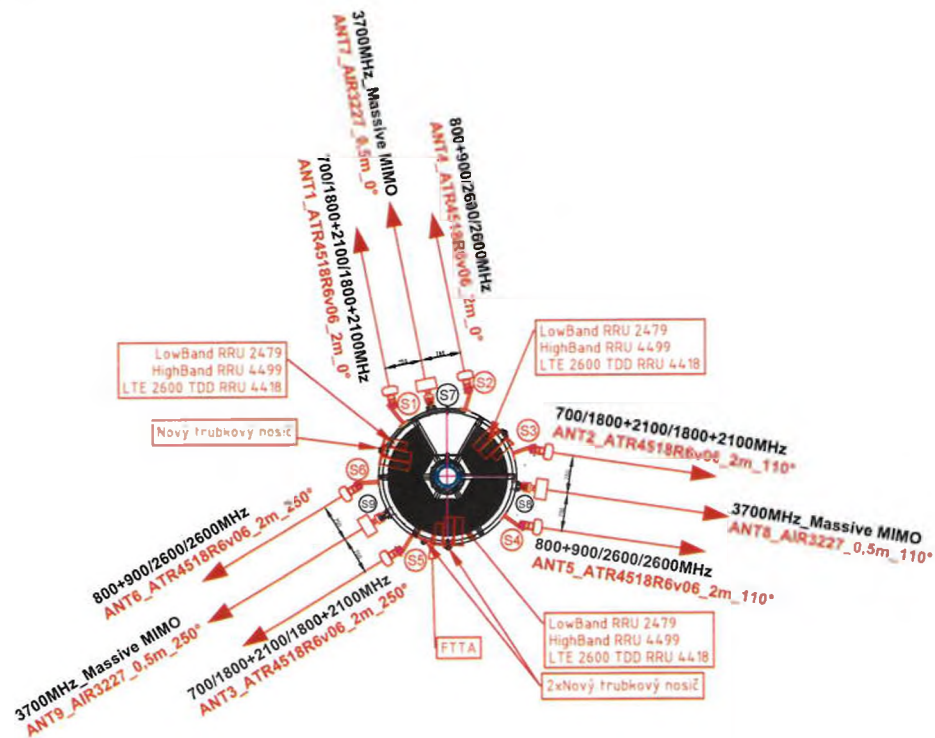 3700MHz_Massive MIMO
ANT7_AIR3227_0,5m_0°
800+900/2600/2600MHz
ANT4_ATR4518R6v06_2m_0°
700/1800+2100/1800+2100MHz
ANT1_ATR4518R6v06_2m_0°
LowBand RRU 2479
HighBand RRU 4499
LTE 2600 TDD RRU 4418
LowBand RRU 2479
HighBand RRU 4499
LTE 2600 TDD RRU 4418
Nový trubkový nosič
S1
S7
S2
S3
S6
S9
S4
S5
700/1800+2100/1800+2100MHz
ANT2_ATR4518R6v06_2m_110°
3700MHz_Massive MIMO
ANT8_AIR3227_0,5m_110°
800+900/2600/2600MHz
ANT5_ATR4518R6v06_2m_110°
800+900/2600/2600MHz
ANT6_ATR4518R6v06_2m_250°
3700MHz_Massive MIMO
ANT9_AIR3227_0,5m_250°
700/1800+2100/1800+2100MHz
ANT3_ATR4518R6v06_2m_250°
FTTA
LowBand RRU 2479
HighBand RRU 4499
LTE 2600 TDD RRU 4418
2xNový trubkový nosič